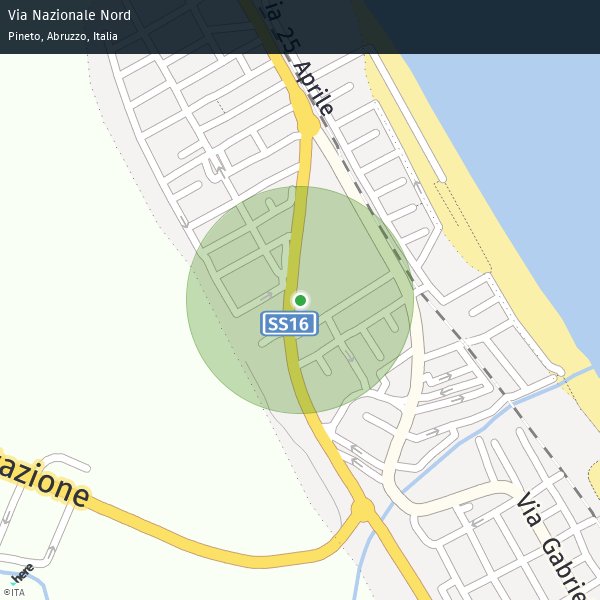 Via Nazionale Nord
Pineto, Abruzzo, Italia
ia 25 Aprile
SS16
azione
Via Gabrie
here
©ITA